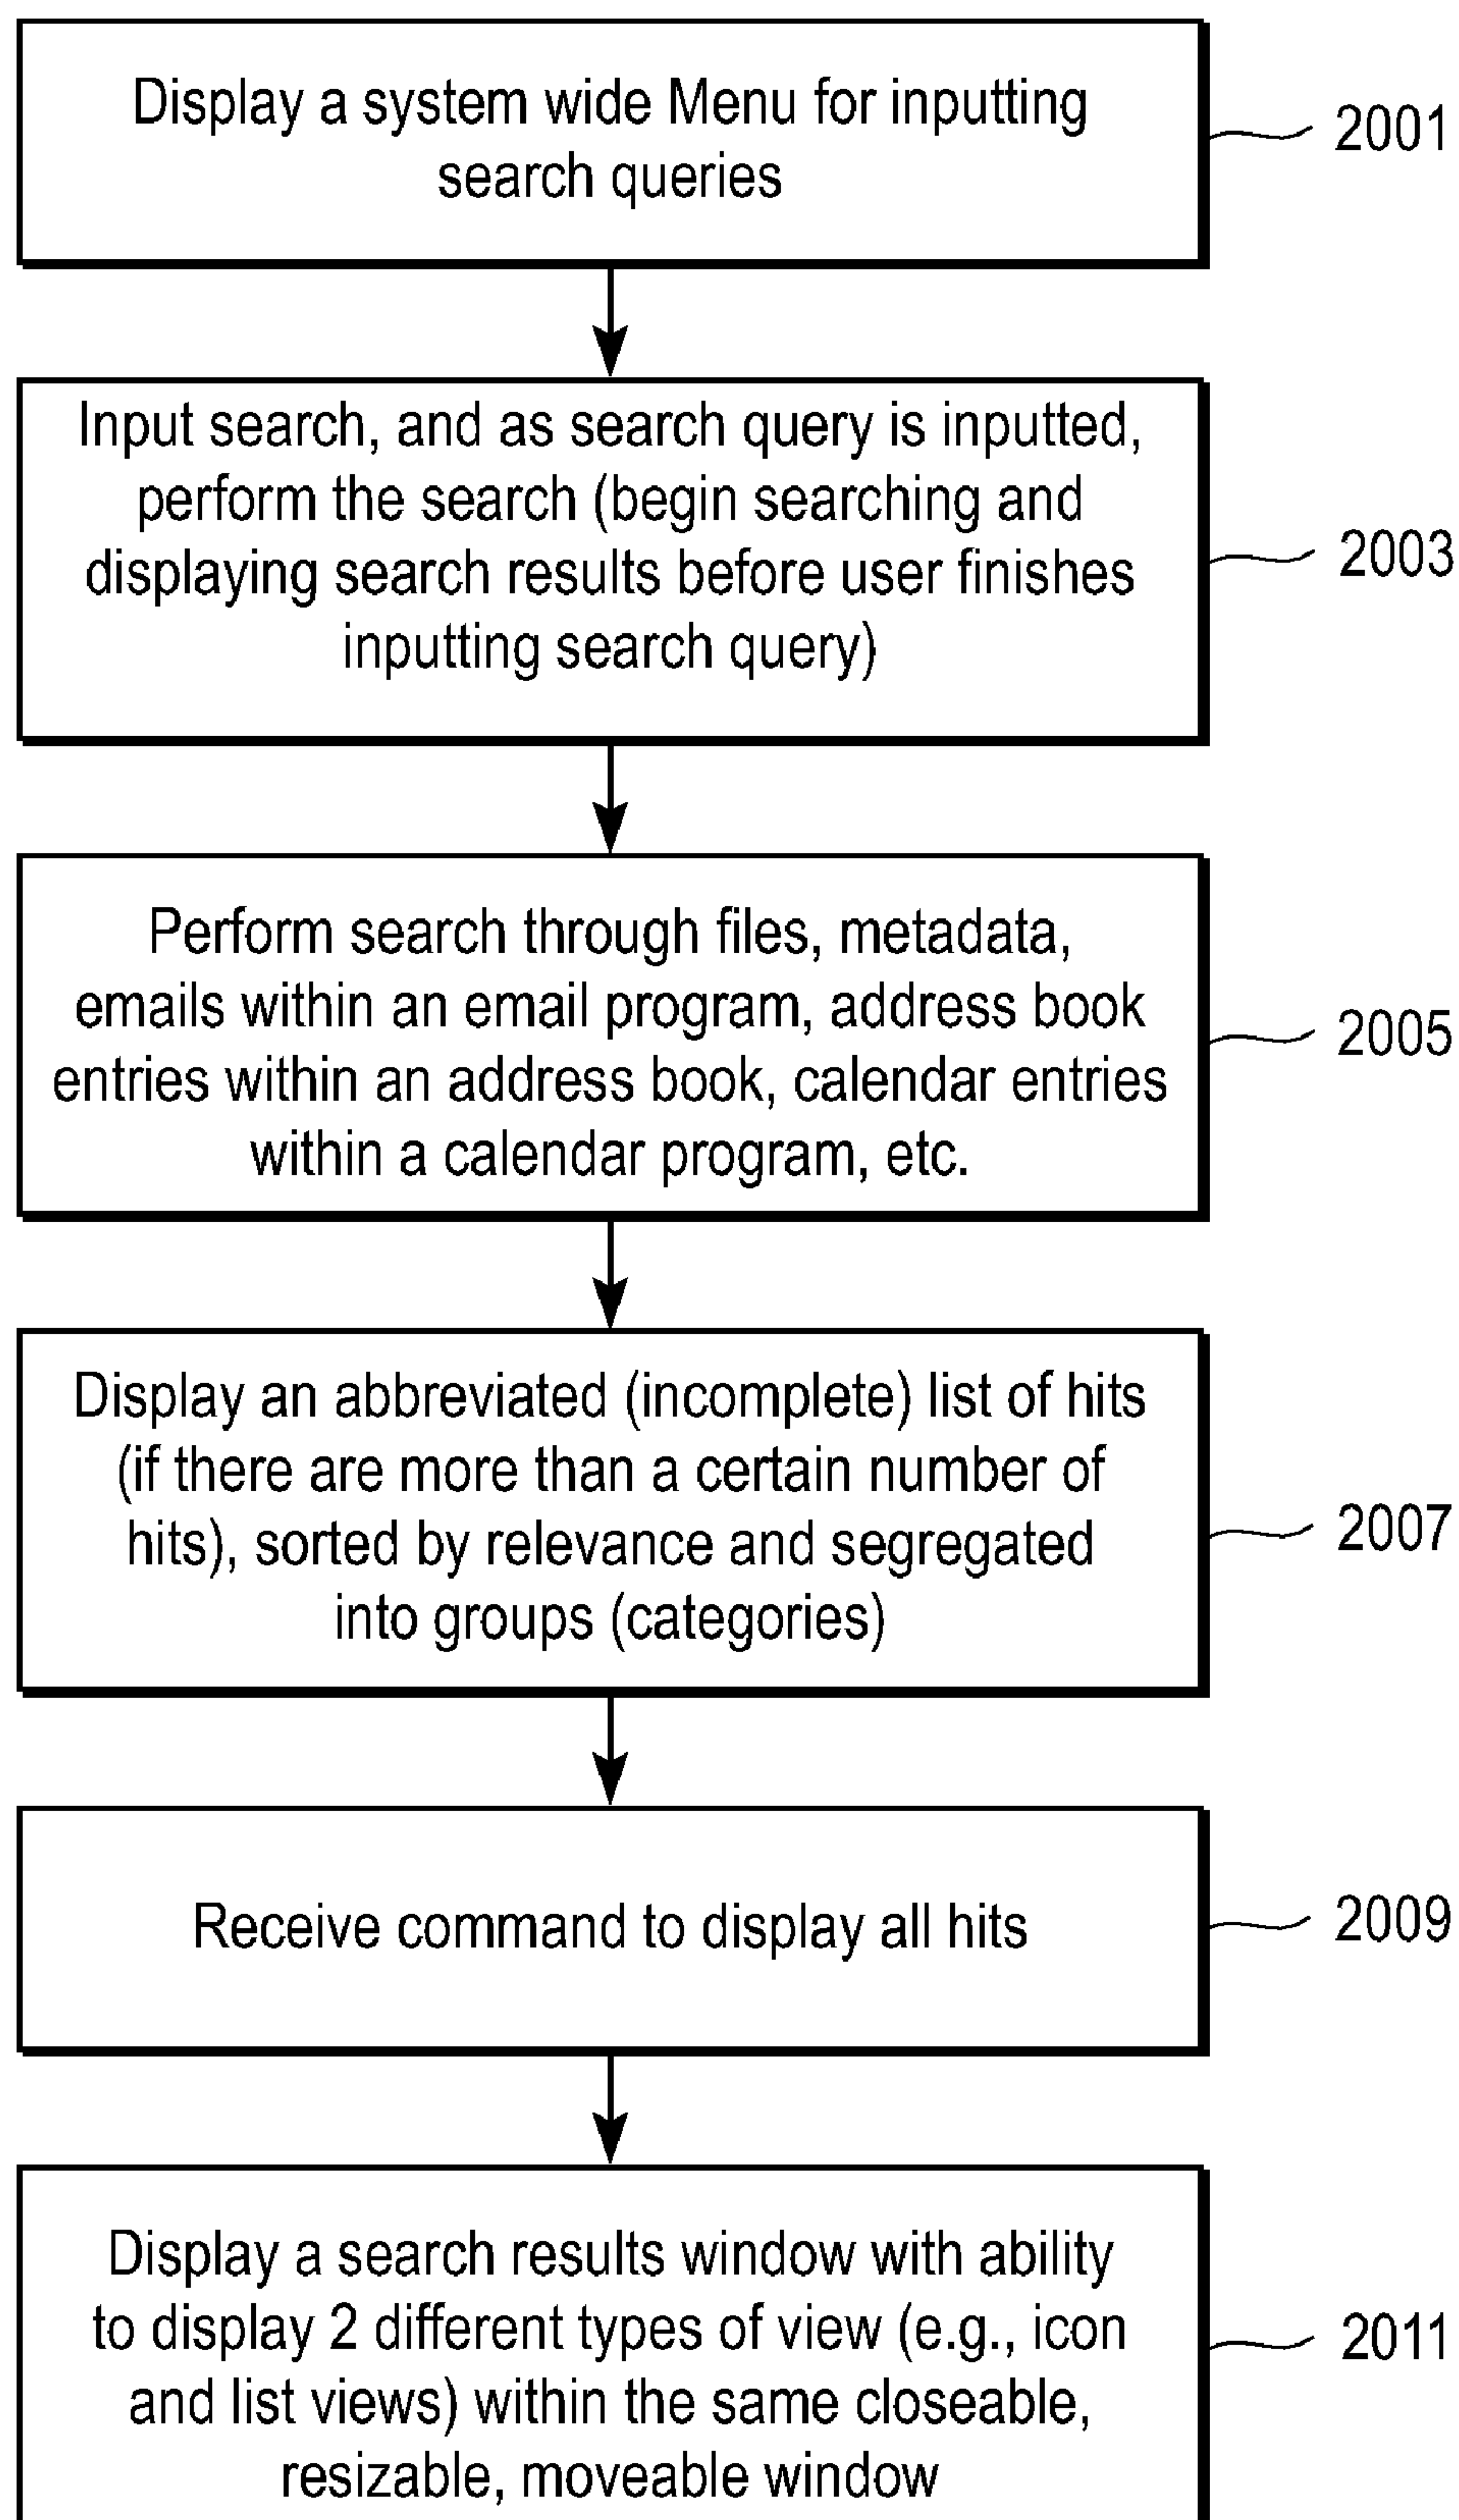 Display a system wide Menu for inputting
search queries
2001
Input search, and as search query is inputted,
perform the search (begin searching and
displaying search results before user finishes
inputting search query)
2003
Perform search through files, metadata,
emails within an email program, address book
entries within an address book, calendar entries
within a calendar program, etc.
2005
Display an abbreviated (incomplete) list of hits
(if there are more than a certain number of
hits), sorted by relevance and segregated
into groups (categories)
2007
Receive command to display all hits
2009
Display a search results window with ability
to display 2 different types of view (e.g., icon
and list views) within the same closeable,
resizable, moveable window
2011